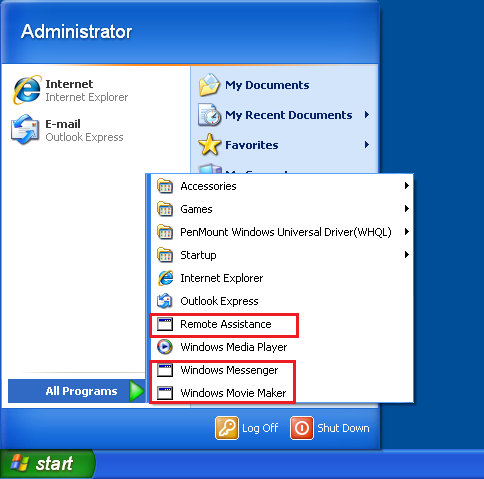 Administrator
Internet
Internet Explorer
E-mail
Outlook Express
My Documents
My Recent Documents
Favorites
Accessories
Games
PenMount Windows Universal Driver(WHQL)
Startup
Internet Explorer
Outlook Express
Remote Assistance
Windows Media Player
Windows Messenger
Windows Movie Maker
All Programs
Log Off
Shut Down
start